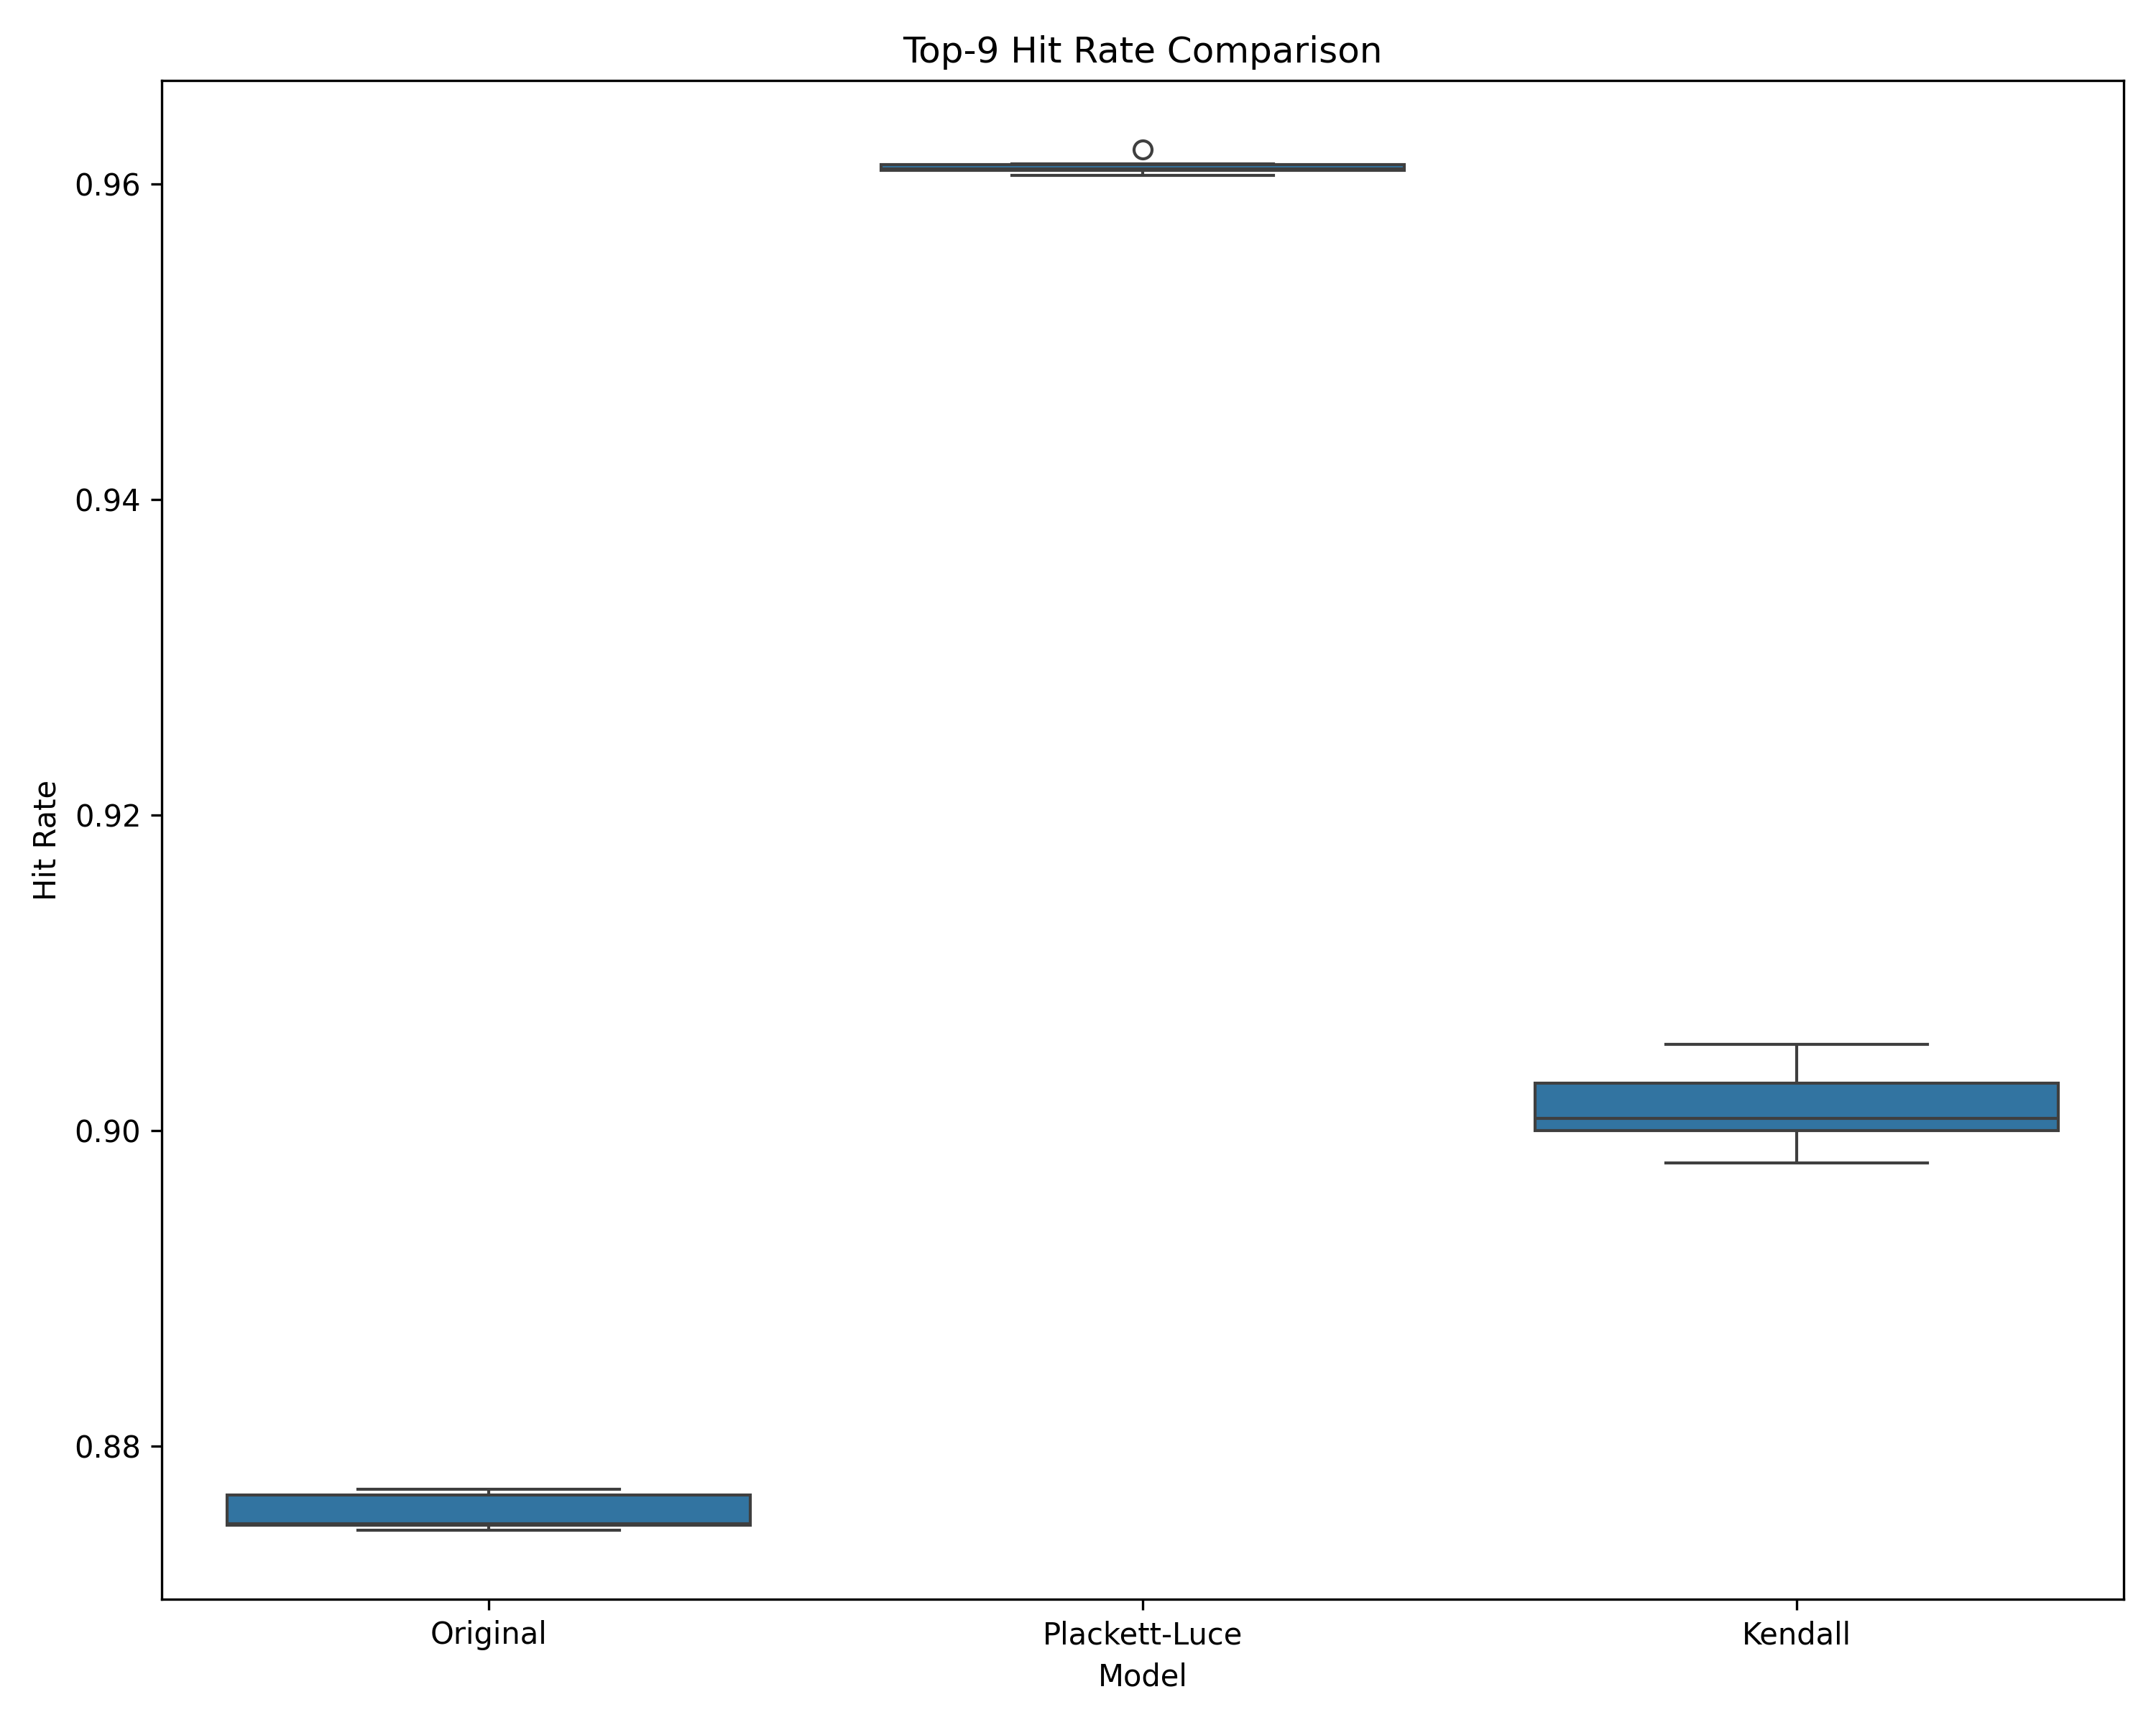 Top-9 Hit Rate Comparison
Hit Rate
0.96
0.94
0.92
0.90
0.88
Original
Plackett-Luce
Kendall
Model